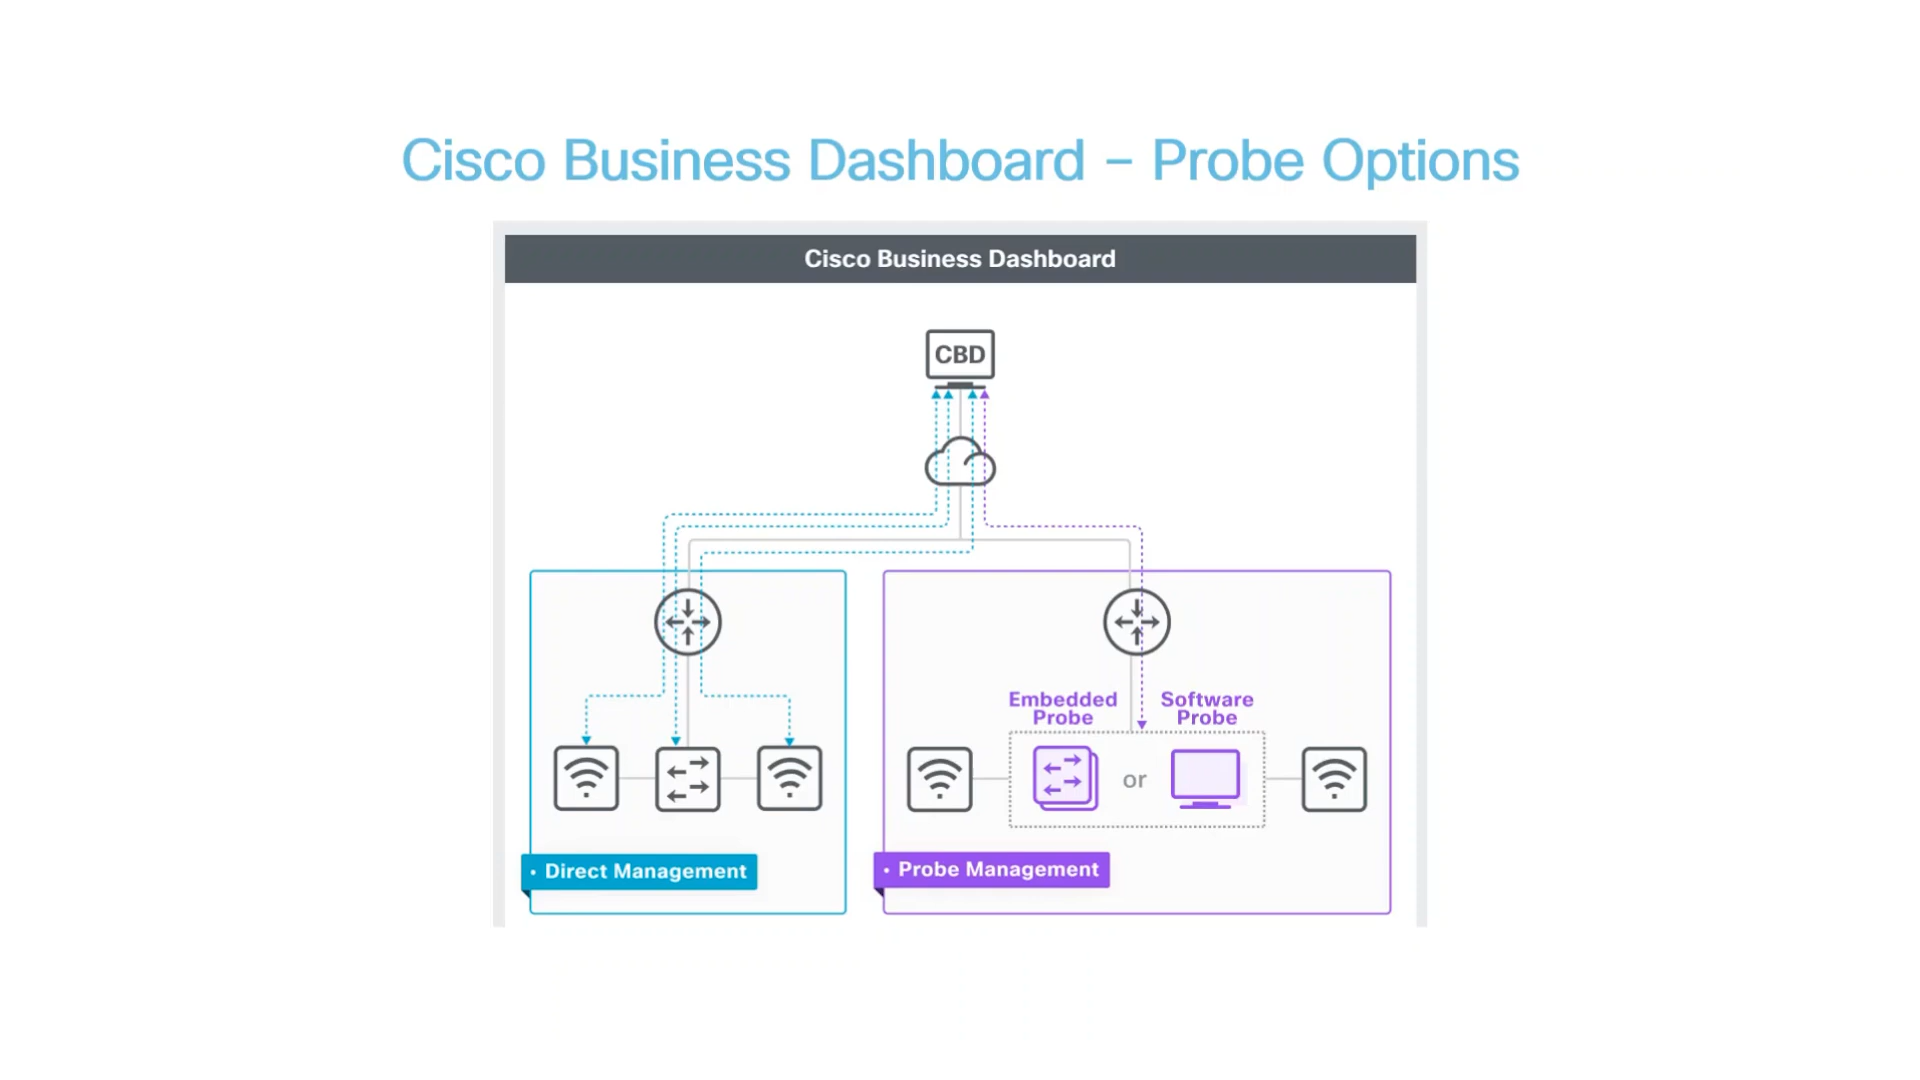 Cisco Business Dashboard – Probe Options
Cisco Business Dashboard
CBD
Embedded
Probe
Software
Probe
or
• Direct Management
• Probe Management